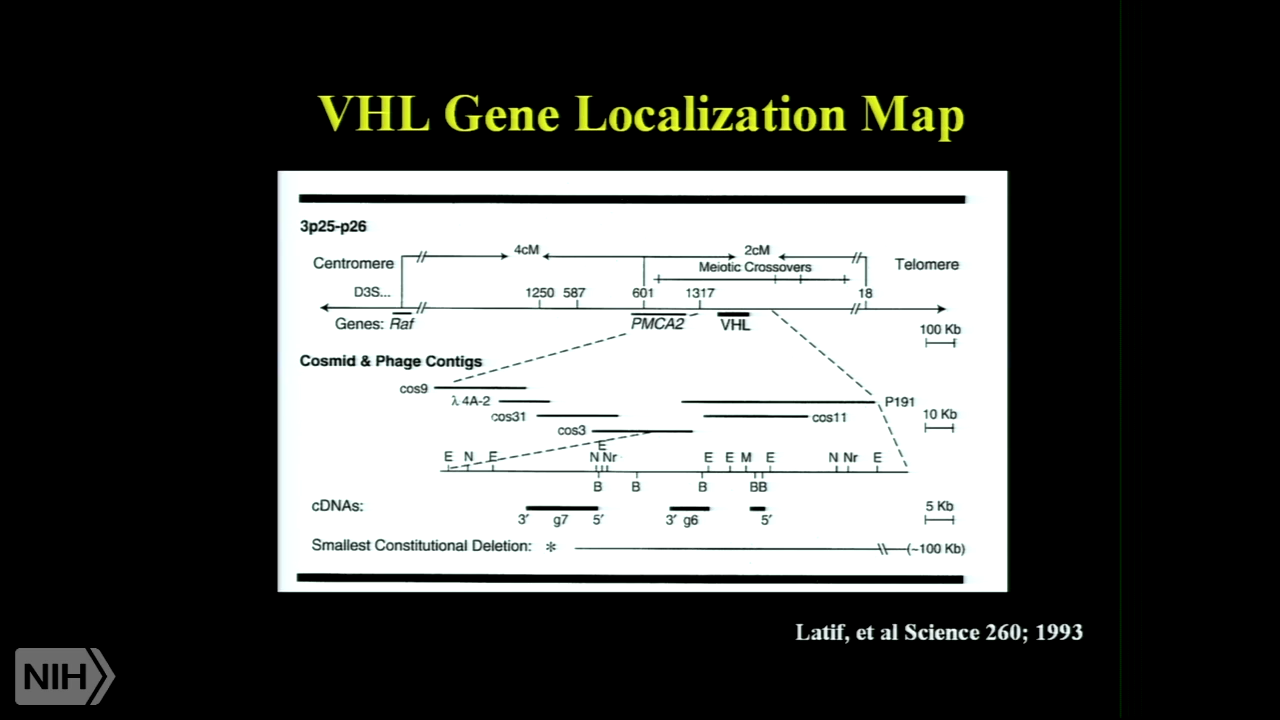 VHL Gene Localization Map
3p25-p26
4cM 2cM
Centromere Meiotic Crossovers Telomere
D3S... 1250 587 601 1317 18
Genes: Raf PMCA2 VHL
100 Kb
Cosmid & Phage Contigs
cos9
λ 4A-2 P191
cos31 cos11 10 Kb
cos3
E
E N E N Nr E E M E N Nr E
B B B BB
cDNAs: 5 Kb
3′ g7 5′ 3′ g6 5′
Smallest Constitutional Deletion: * (~100 Kb)
Latif, et al Science 260; 1993
NIH